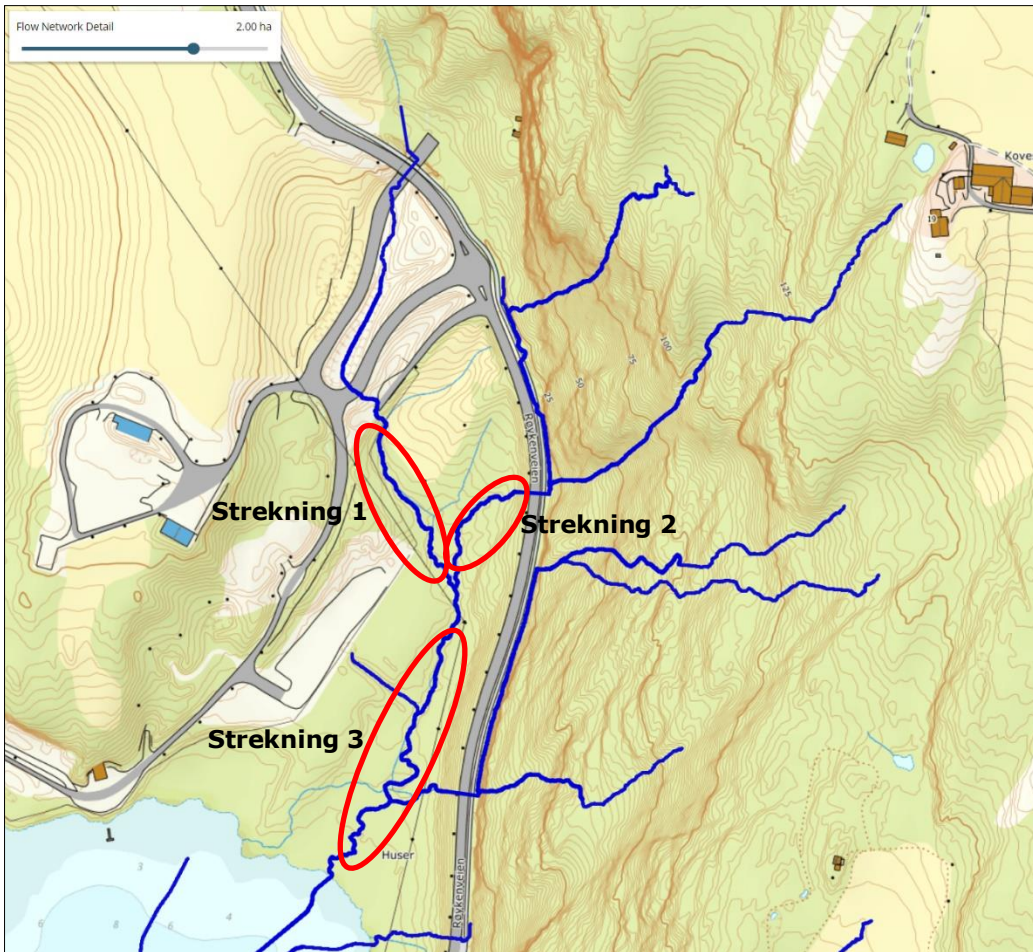 Flow Network Detail 2.00 ha
Kove
19
125
100
75
50
25
25
Røykenveien
Strekning 1
Strekning 2
Strekning 3
Huser
Røykenveien
3
6
8
6
4